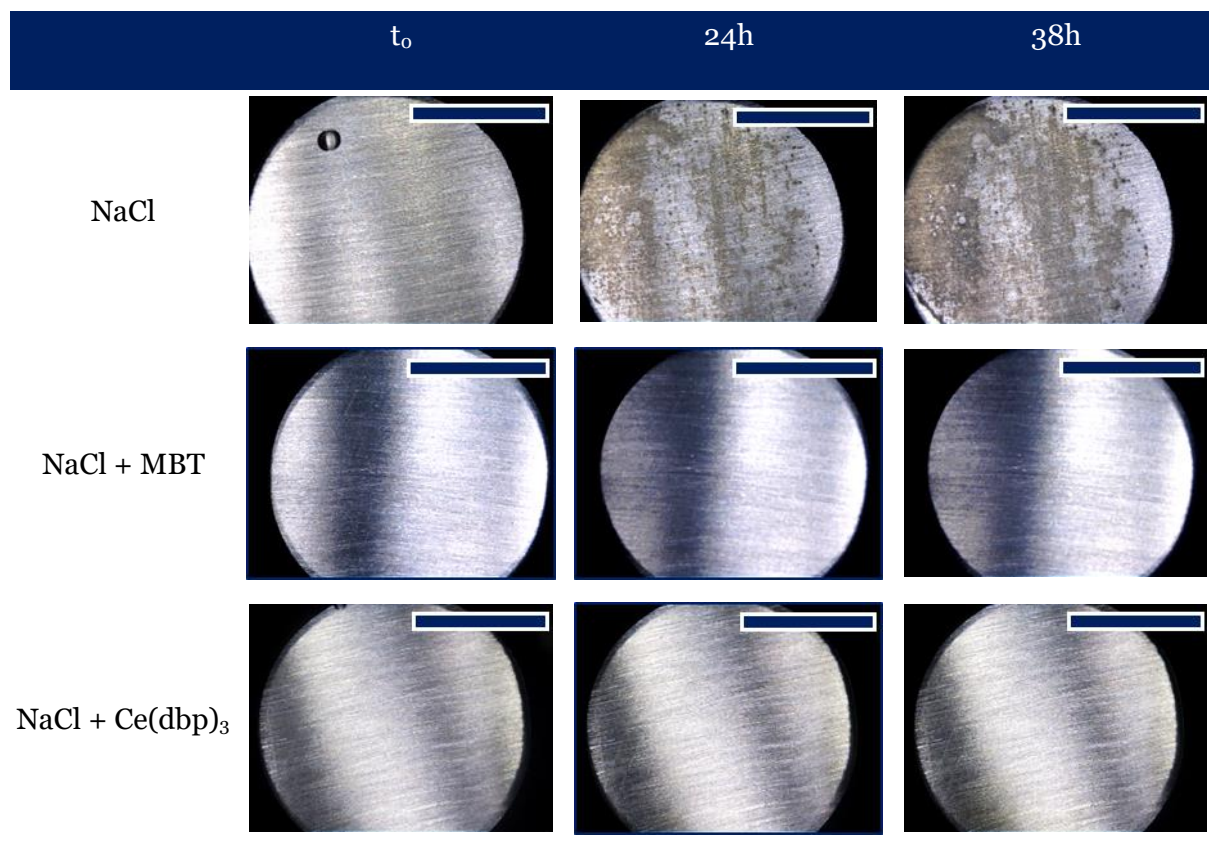 t₀ 24h 38h
NaCl
NaCl + MBT
NaCl + Ce(dbp)₃